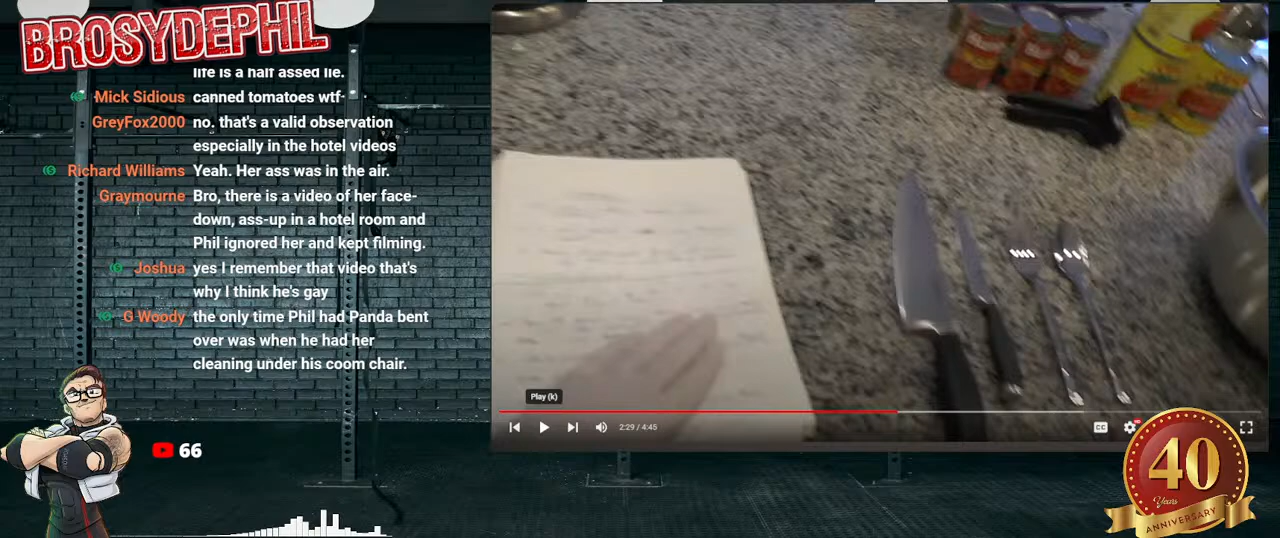 BROSYDEPHIL
life is a half assed lie.
Mick Sidious canned tomatoes wtf
GreyFox2000 no. that's a valid observation
especially in the hotel videos
Richard Williams Yeah. Her ass was in the air.
Graymourne Bro, there is a video of her face-
down, ass-up in a hotel room and
Phil ignored her and kept filming.
Joshua yes I remember that video that's
why I think he's gay
G Woody the only time Phil had Panda bent
over was when he had her
cleaning under his coom chair.
66
Play (k)
2:29 / 4:45
CC
40
Years
ANNIVERSARY